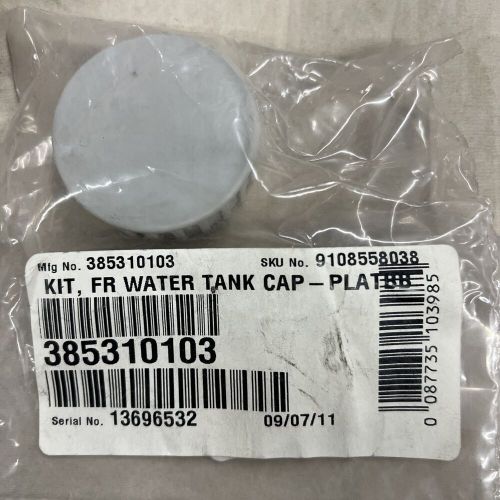 Mfg No. 385310103 SKU No. 9108558038
KIT, FR WATER TANK CAP – PLATBB
385310103
Serial No. 13696532 09/07/11
0 087735 103985